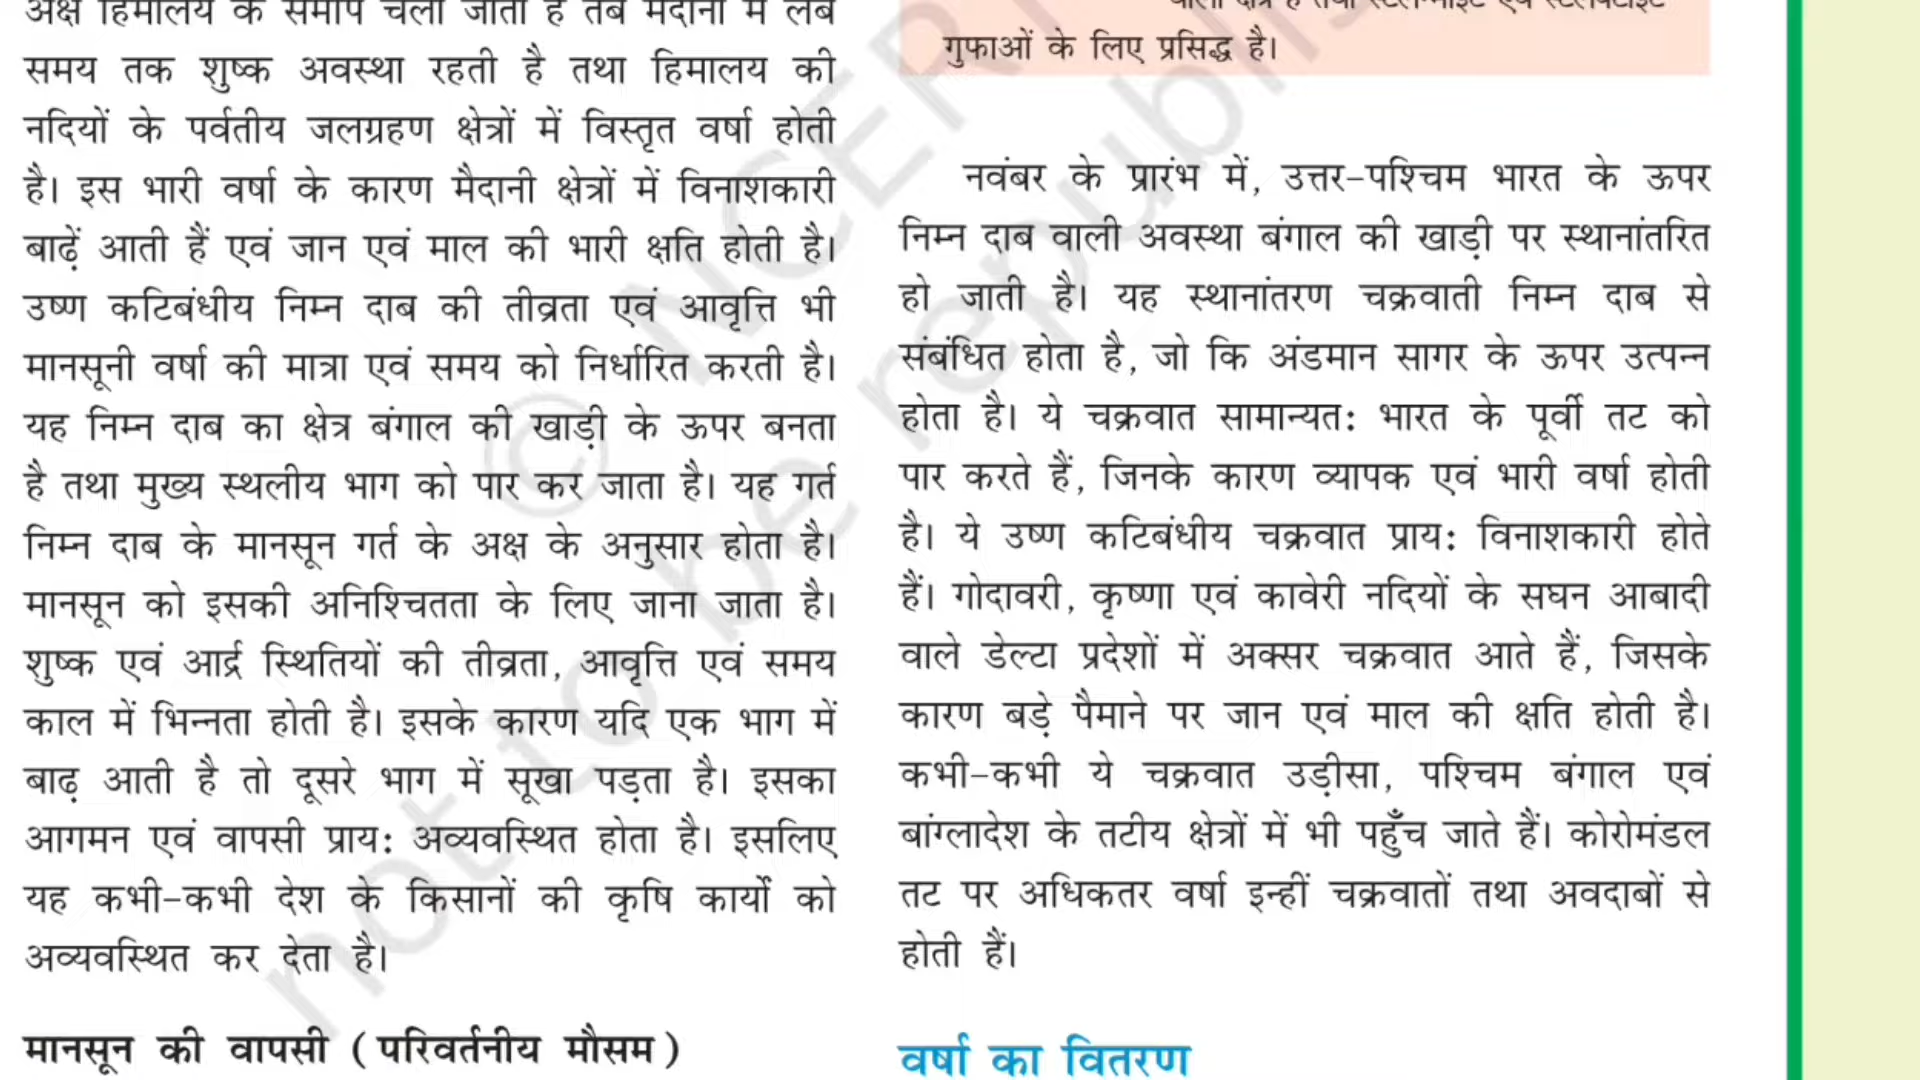 अक्ष हिमालय के समीप चला जाता है तब मैदानों में लंबे
समय तक शुष्क अवस्था रहती है तथा हिमालय की
नदियों के पर्वतीय जलग्रहण क्षेत्रों में विस्तृत वर्षा होती
है। इस भारी वर्षा के कारण मैदानी क्षेत्रों में विनाशकारी
बाढ़ें आती हैं एवं जान एवं माल की भारी क्षति होती है।
उष्ण कटिबंधीय निम्न दाब की तीव्रता एवं आवृत्ति भी
मानसूनी वर्षा की मात्रा एवं समय को निर्धारित करती है।
यह निम्न दाब का क्षेत्र बंगाल की खाड़ी के ऊपर बनता
है तथा मुख्य स्थलीय भाग को पार कर जाता है। यह गर्त
निम्न दाब के मानसून गर्त के अक्ष के अनुसार होता है।
मानसून को इसकी अनिश्चितता के लिए जाना जाता है।
शुष्क एवं आर्द्र स्थितियों की तीव्रता, आवृत्ति एवं समय
काल में भिन्नता होती है। इसके कारण यदि एक भाग में
बाढ़ आती है तो दूसरे भाग में सूखा पड़ता है। इसका
आगमन एवं वापसी प्राय: अव्यवस्थित होता है। इसलिए
यह कभी-कभी देश के किसानों की कृषि कार्यों को
अव्यवस्थित कर देता है।
मानसून की वापसी ( परिवर्तनीय मौसम )
गुफाओं के लिए प्रसिद्ध है।
नवंबर के प्रारंभ में, उत्तर-पश्चिम भारत के ऊपर
निम्न दाब वाली अवस्था बंगाल की खाड़ी पर स्थानांतरित
हो जाती है। यह स्थानांतरण चक्रवाती निम्न दाब से
संबंधित होता है, जो कि अंडमान सागर के ऊपर उत्पन्न
होता है। ये चक्रवात सामान्यत: भारत के पूर्वी तट को
पार करते हैं, जिनके कारण व्यापक एवं भारी वर्षा होती
है। ये उष्ण कटिबंधीय चक्रवात प्राय: विनाशकारी होते
हैं। गोदावरी, कृष्णा एवं कावेरी नदियों के सघन आबादी
वाले डेल्टा प्रदेशों में अक्सर चक्रवात आते हैं, जिसके
कारण बड़े पैमाने पर जान एवं माल की क्षति होती है।
कभी-कभी ये चक्रवात उड़ीसा, पश्चिम बंगाल एवं
बांग्लादेश के तटीय क्षेत्रों में भी पहुँच जाते हैं। कोरोमंडल
तट पर अधिकतर वर्षा इन्हीं चक्रवातों तथा अवदाबों से
होती हैं।
वर्षा का वितरण
© NCERT
not to be republis